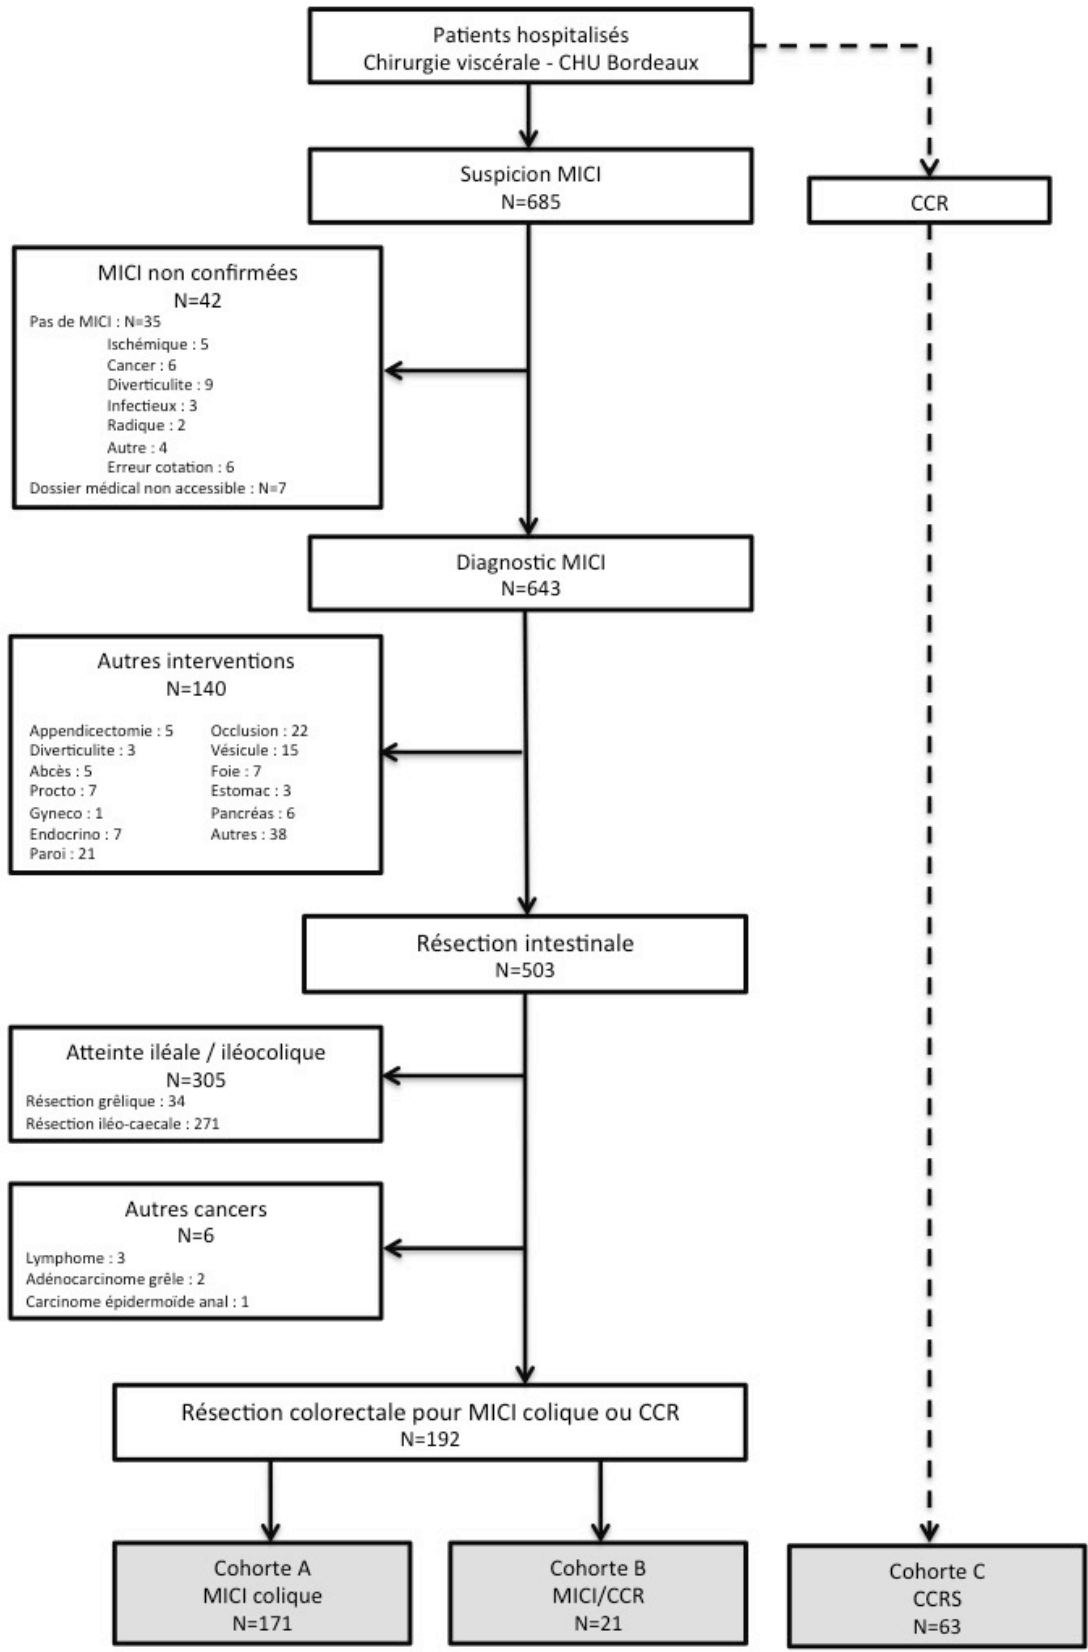 Patients hospitalisés
Chirurgie viscérale - CHU Bordeaux
Suspicion MICI
N=685
CCR
MICI non confirmées
N=42
Pas de MICI : N=35
Ischémique : 5
Cancer : 6
Diverticulite : 9
Infectieux : 3
Radique : 2
Autre : 4
Erreur cotation : 6
Dossier médical non accessible : N=7
Diagnostic MICI
N=643
Autres interventions
N=140
Appendicectomie : 5
Diverticulite : 3
Abcès : 5
Procto : 7
Gyneco : 1
Endocrino : 7
Paroi : 21
Occlusion : 22
Vésicule : 15
Foie : 7
Estomac : 3
Pancréas : 6
Autres : 38
Résection intestinale
N=503
Atteinte iléale / iléocolique
N=305
Résection grêlique : 34
Résection iléo-caecale : 271
Autres cancers
N=6
Lymphome : 3
Adénocarcinome grêle : 2
Carcinome épidermoïde anal : 1
Résection colorectale pour MICI colique ou CCR
N=192
Cohorte A
MICI colique
N=171
Cohorte B
MICI/CCR
N=21
Cohorte C
CCRS
N=63